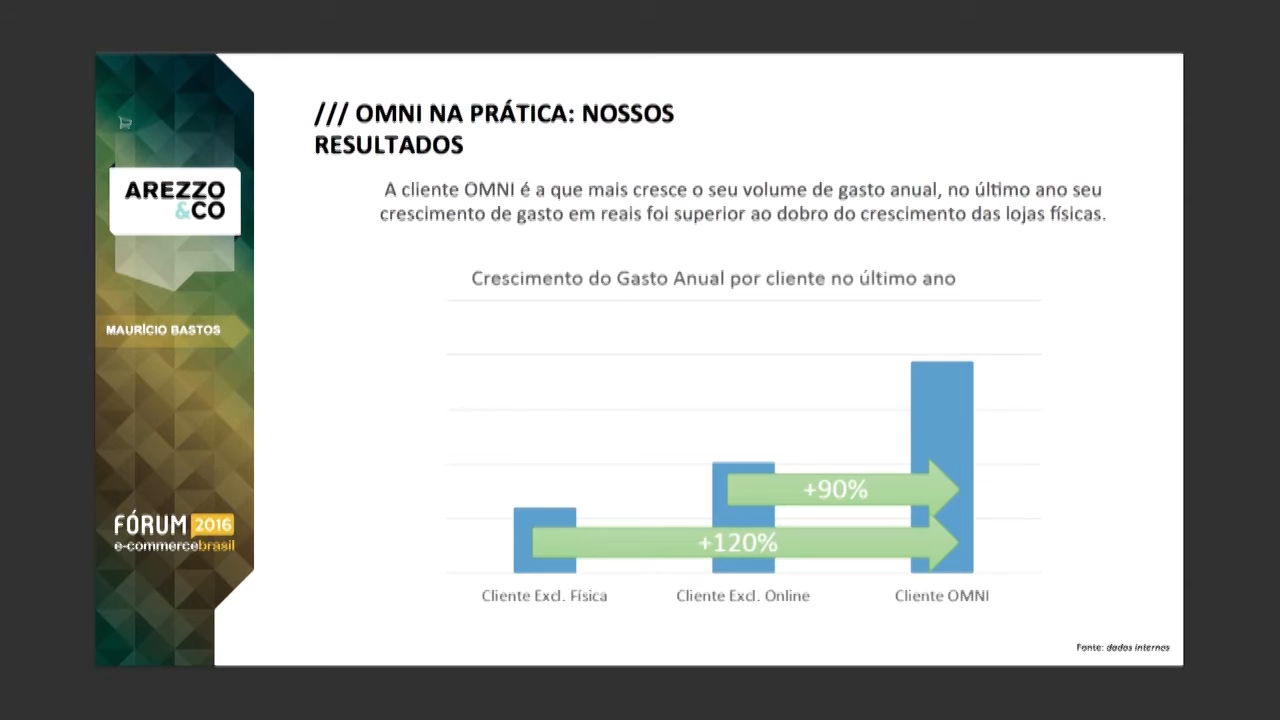 /// OMNI NA PRÁTICA: NOSSOS
RESULTADOS
AREZZO
&CO
A cliente OMNI é a que mais cresce o seu volume de gasto anual, no último ano seu
crescimento de gasto em reais foi superior ao dobro do crescimento das lojas físicas.
Crescimento do Gasto Anual por cliente no último ano
MAURÍCIO BASTOS
+90%
+120%
FÓRUM 2016
e-commercebrasil
Cliente Excl. Física
Cliente Excl. Online
Cliente OMNI
Fonte: dados internos